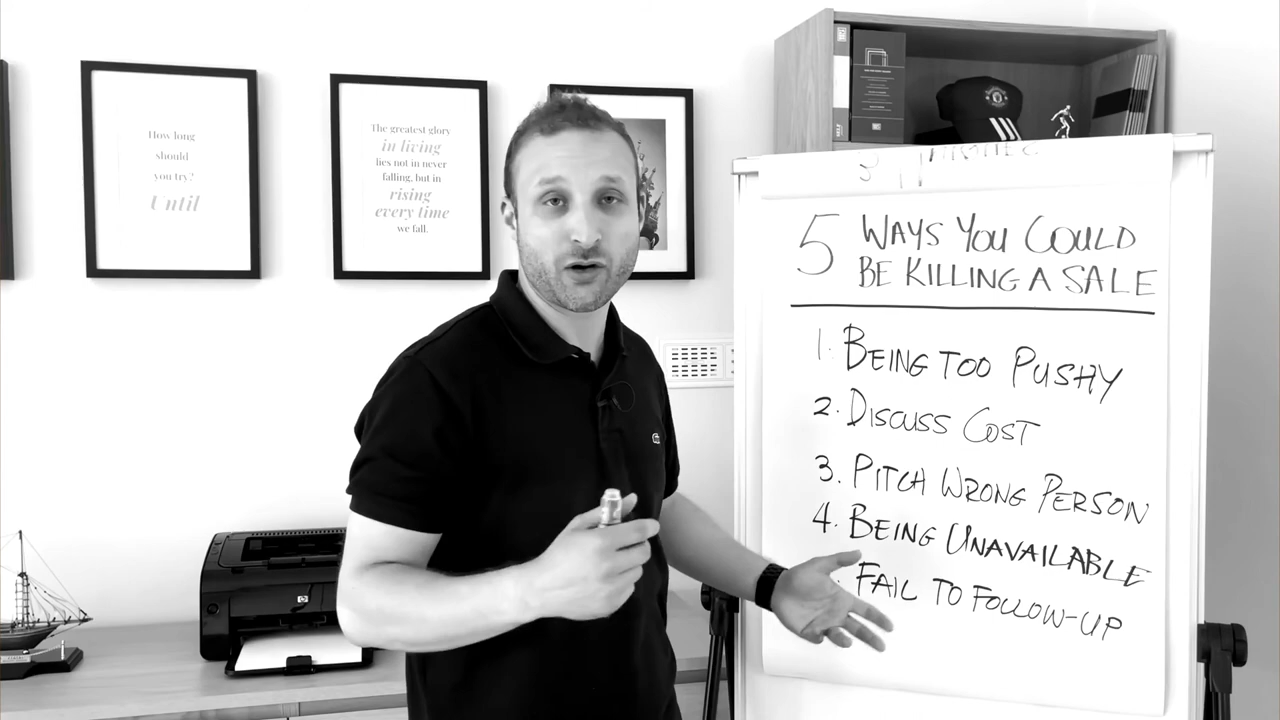 How long
should
you try?
Until
The greatest glory
in living
lies not in never
falling, but in
rising
every time
we fall.
5 WAYS YOU COULD
BE KILLING A SALE
1. BEING TOO PUSHY
2. DISCUSS COST
3. PITCH WRONG PERSON
4. BEING UNAVAILABLE
FAIL TO FOLLOW-UP
hp